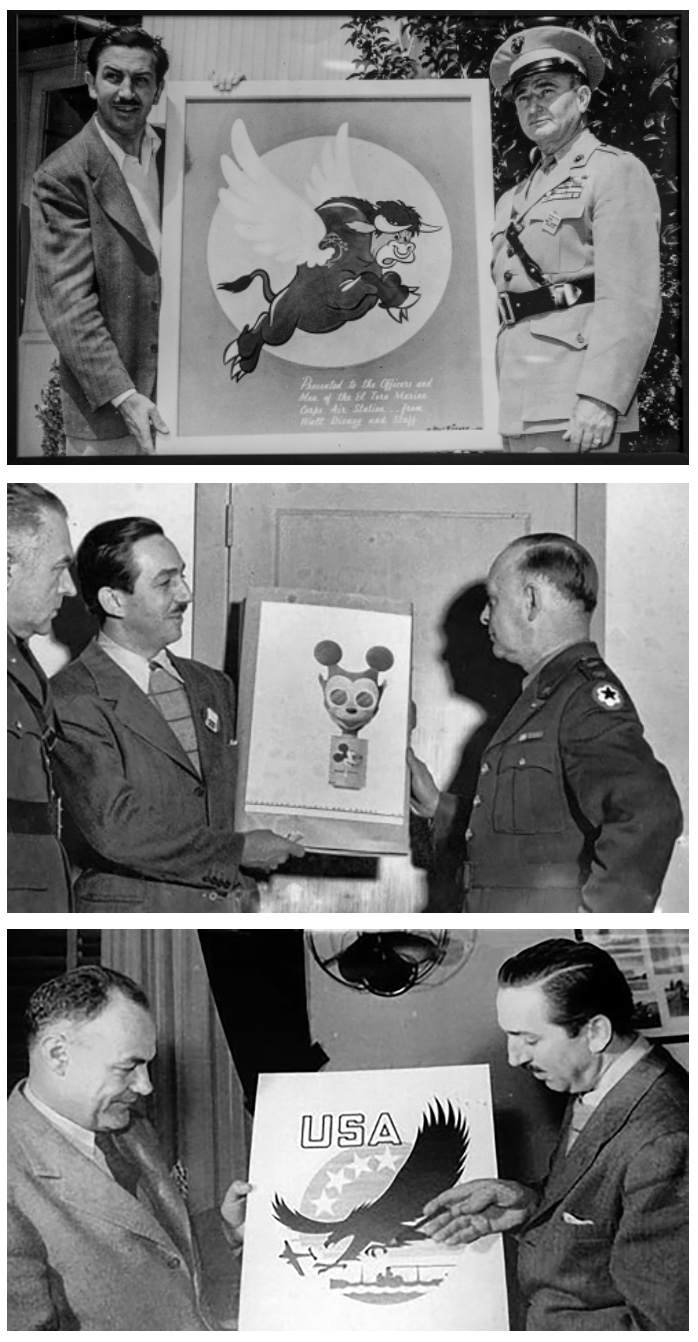 Presented to the Officers and
Men of the El Toro Marine
Corps Air Station...from
Walt Disney and Staff
USA